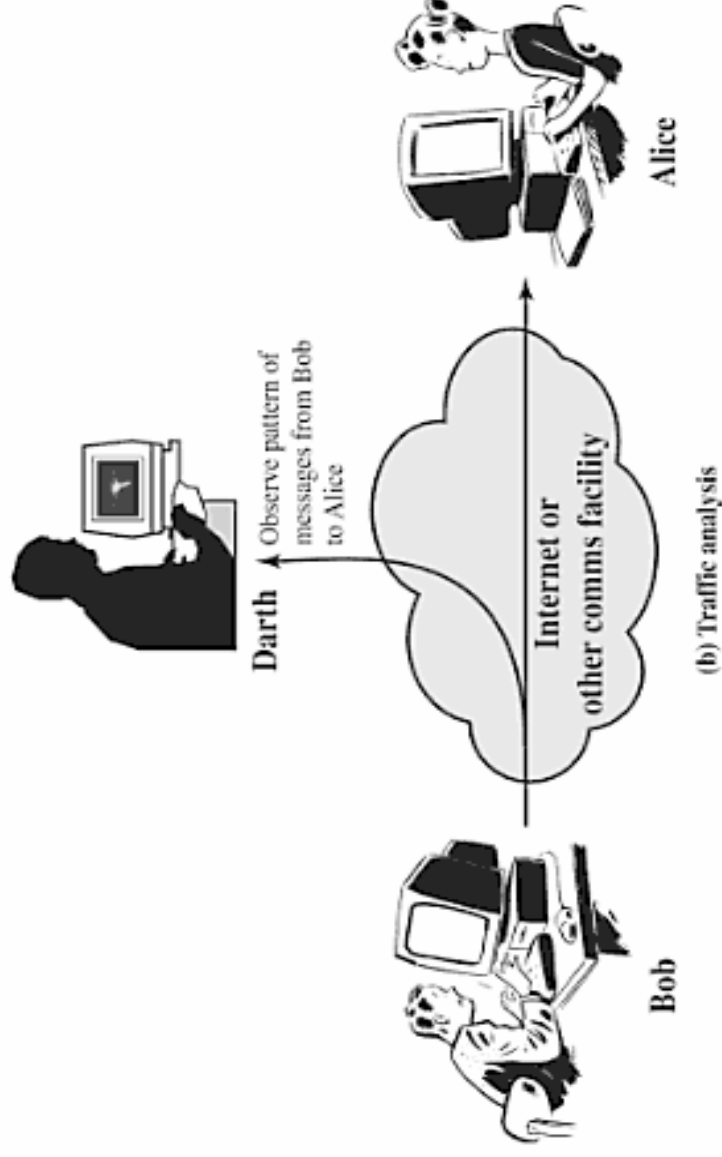 Darth
Observe pattern of
messages from Bob
to Alice
Internet or
other comms facility
Bob
Alice
(b) Traffic analysis